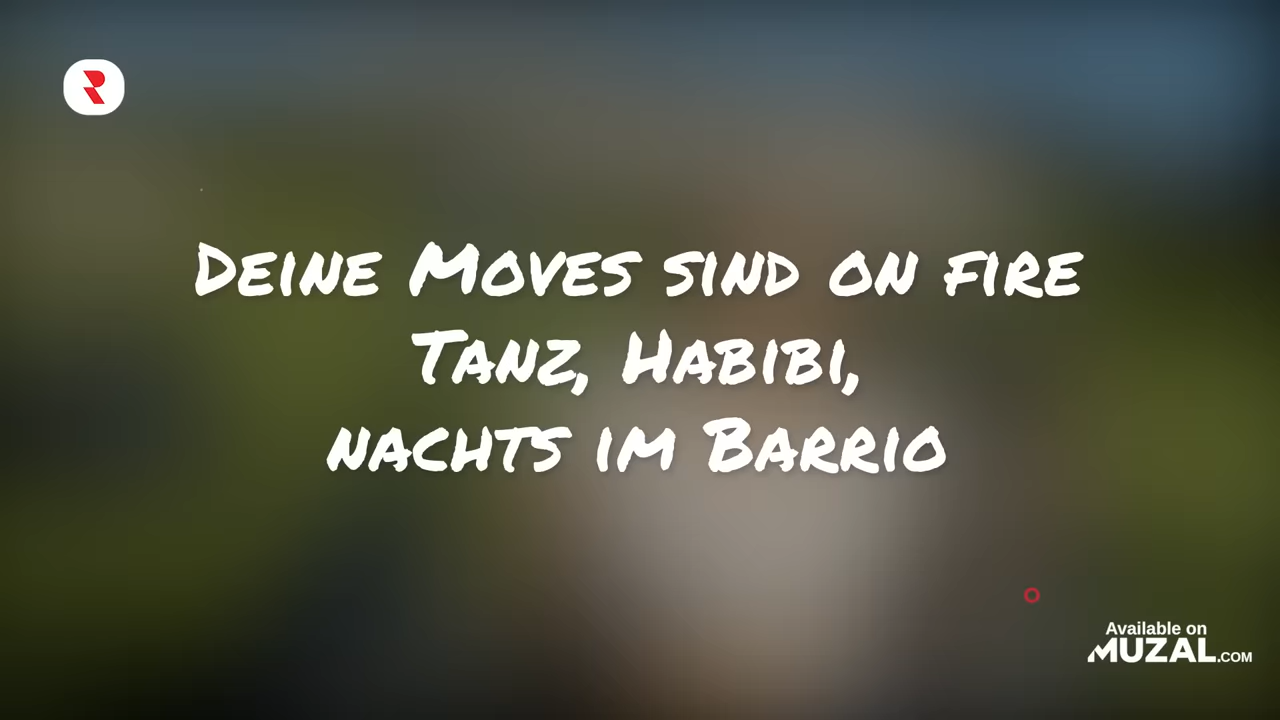 Deine Moves sind on fire
Tanz, Habibi,
nachts im Barrio
Available on
MUZAL.COM